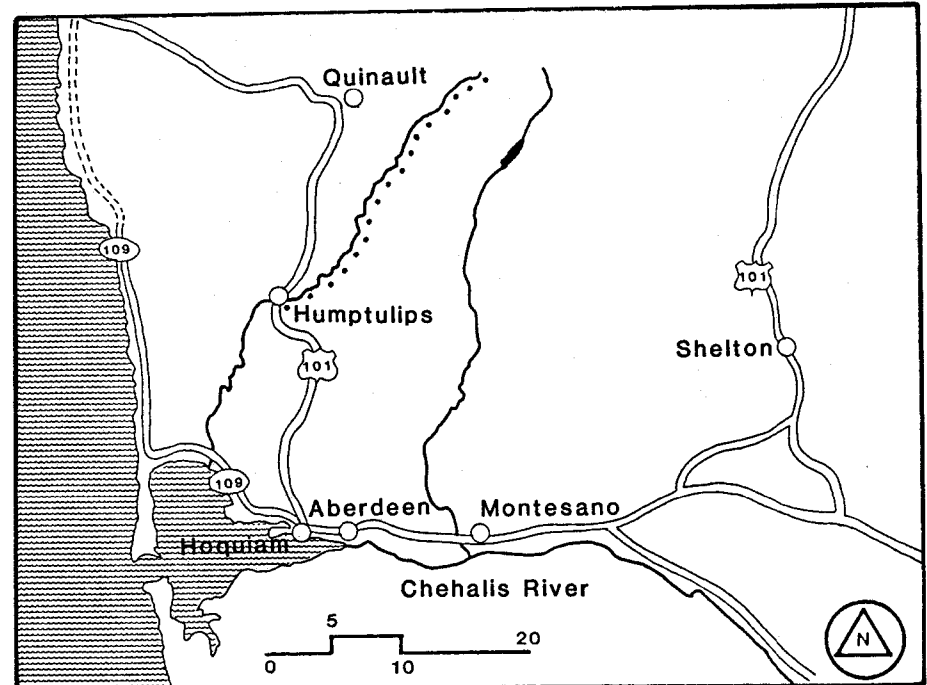 Quinault
109
101
Humptulips
101
Shelton
109
Aberdeen
Montesano
Hoquiam
Chehalis River
5
20
0
10
N